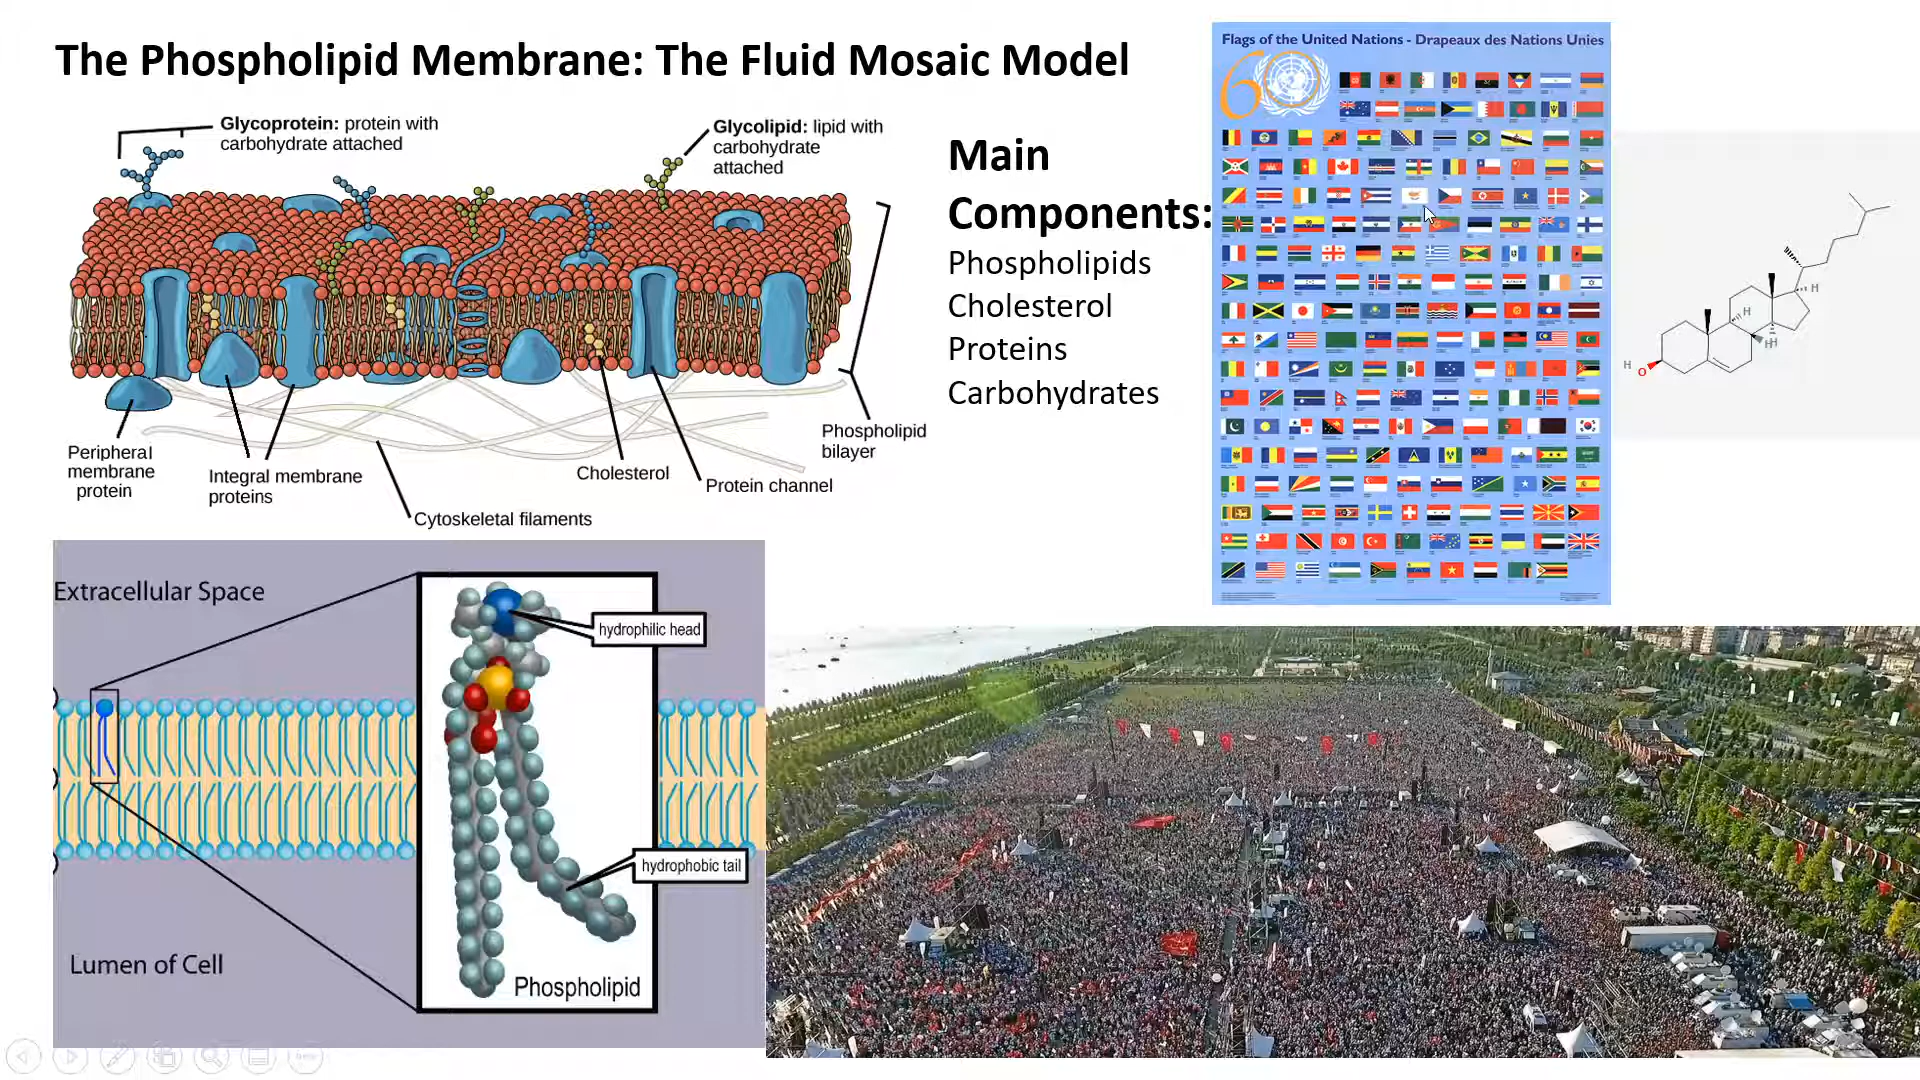 The Phospholipid Membrane: The Fluid Mosaic Model
Glycoprotein: protein with
carbohydrate attached
Glycolipid: lipid with
carbohydrate
attached
Peripheral
membrane
protein
Integral membrane
proteins
Cytoskeletal filaments
Cholesterol
Protein channel
Phospholipid
bilayer
Main
Components:
Phospholipids
Cholesterol
Proteins
Carbohydrates
Flags of the United Nations - Drapeaux des Nations Unies
60
H
O
H
H
H
H
Extracellular Space
hydrophilic head
hydrophobic tail
Phospholipid
Lumen of Cell